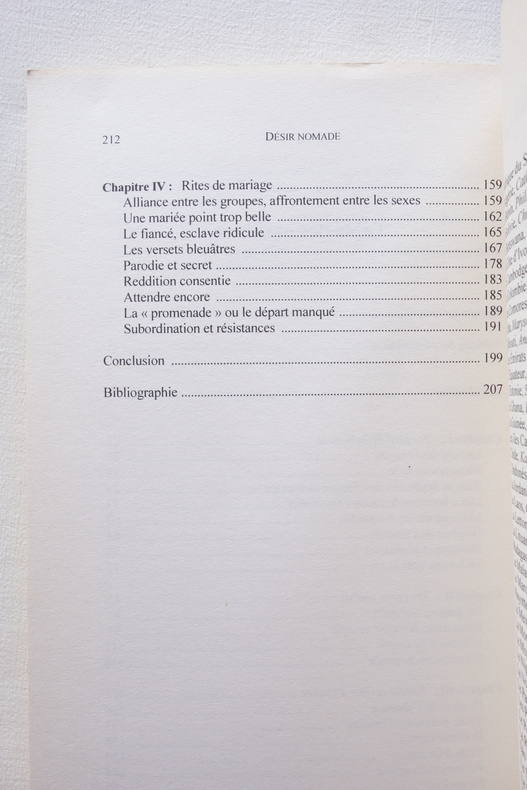 212
DÉSIR NOMADE
Chapitre IV : Rites de mariage ........ 159
Alliance entre les groupes, affrontement entre les sexes ........ 159
Une mariée point trop belle ........ 162
Le fiancé, esclave ridicule ........ 165
Les versets bleuâtres ........ 167
Parodie et secret ........ 178
Reddition consentie ........ 183
Attendre encore ........ 185
La « promenade » ou le départ manqué ........ 189
Subordination et résistances ........ 191
Conclusion ........ 199
Bibliographie ........ 207